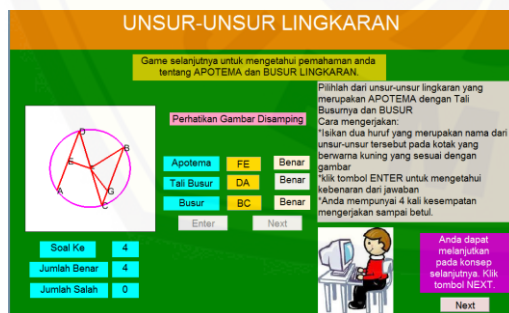 UNSUR-UNSUR LINGKARAN
Game selanjutnya untuk mengetahui pemahaman anda
tentang APOTEMA dan BUSUR LINGKARAN.
Perhatikan Gambar Disamping
D
B
E
F
A
G
C
Apotema FE Benar
Tali Busur DA Benar
Busur BC Benar
Enter Next
Soal Ke 4
Jumlah Benar 4
Jumlah Salah 0
Pilihlah dari unsur-unsur lingkaran yang
merupakan APOTEMA dengan Tali
Busurnya dan BUSUR
Cara mengerjakan:
*Isikan dua huruf yang merupakan nama dari
unsur-unsur tersebut pada kotak yang
berwarna kuning yang sesuai dengan
gambar
*klik tombol ENTER untuk mengetahui
kebenaran dari jawaban
*Anda mempunyai 4 kali kesempatan
mengerjakan sampai betul.
Anda dapat
melanjutkan
pada konsep
selanjutnya. Klik
tombol NEXT.
Next